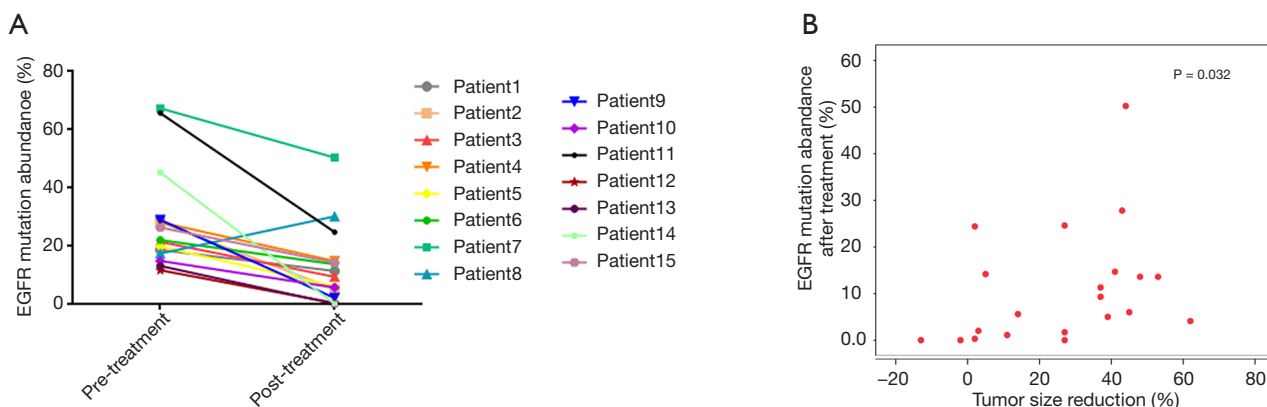 A
EGFR mutation abundanoe (%)
80
60
40
20
0
Pre-treatment
Post-treatment
Patient1
Patient2
Patient3
Patient4
Patient5
Patient6
Patient7
Patient8
Patient9
Patient10
Patient11
Patient12
Patient13
Patient14
Patient15
B
EGFR mutation abundance
after treatment (%)
60
50
40
30
20
10
0.0
P = 0.032
−20
0
20
40
60
80
Tumor size reduction (%)